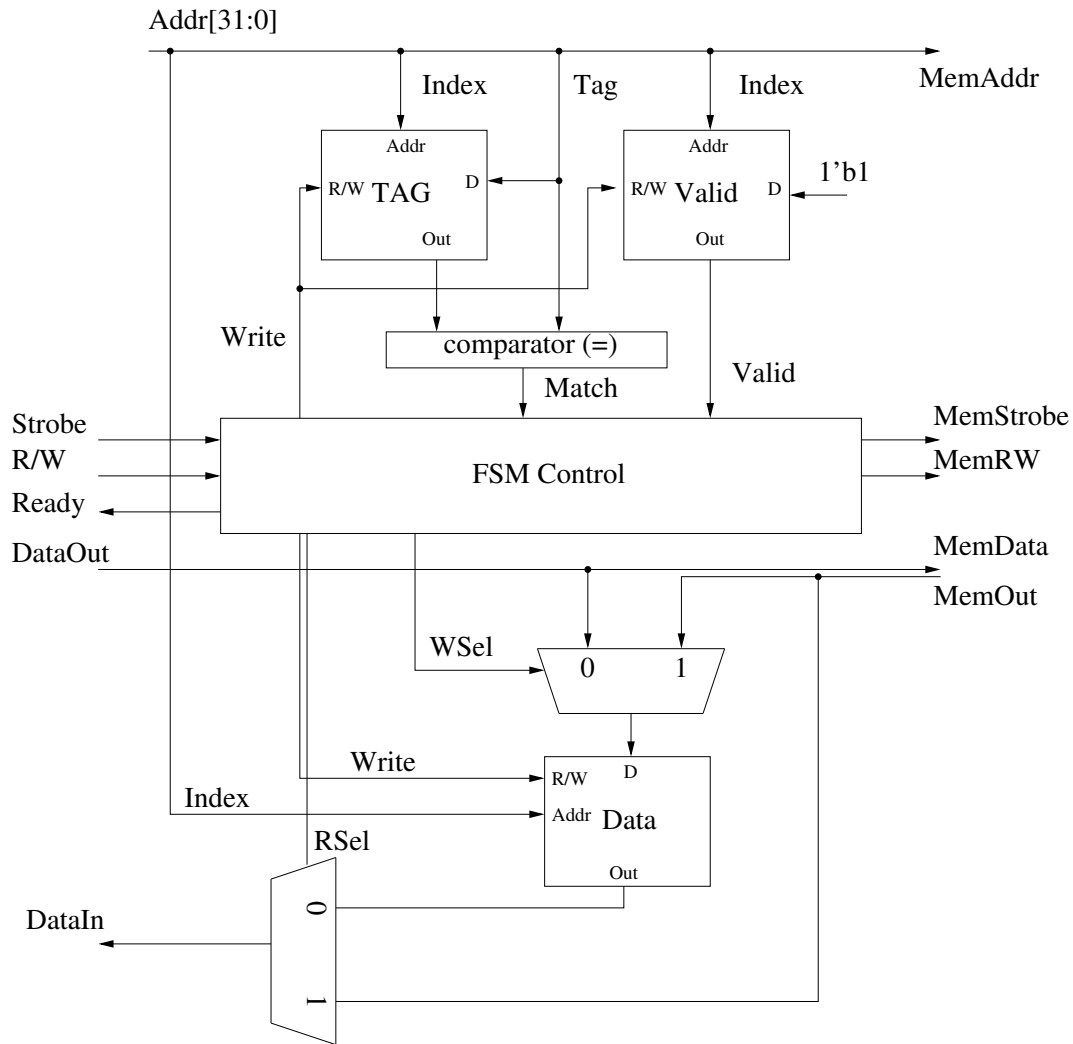 Addr[31:0]
MemAddr
Index
Tag
Index
Addr
R/W
TAG
D
Out
Addr
R/W
Valid
D
Out
1'b1
Write
comparator (=)
Match
Valid
Strobe
R/W
Ready
FSM Control
MemStrobe
MemRW
DataOut
MemData
MemOut
WSel
0
1
Write
Index
R/W
D
Addr
Data
Out
RSel
0
1
DataIn